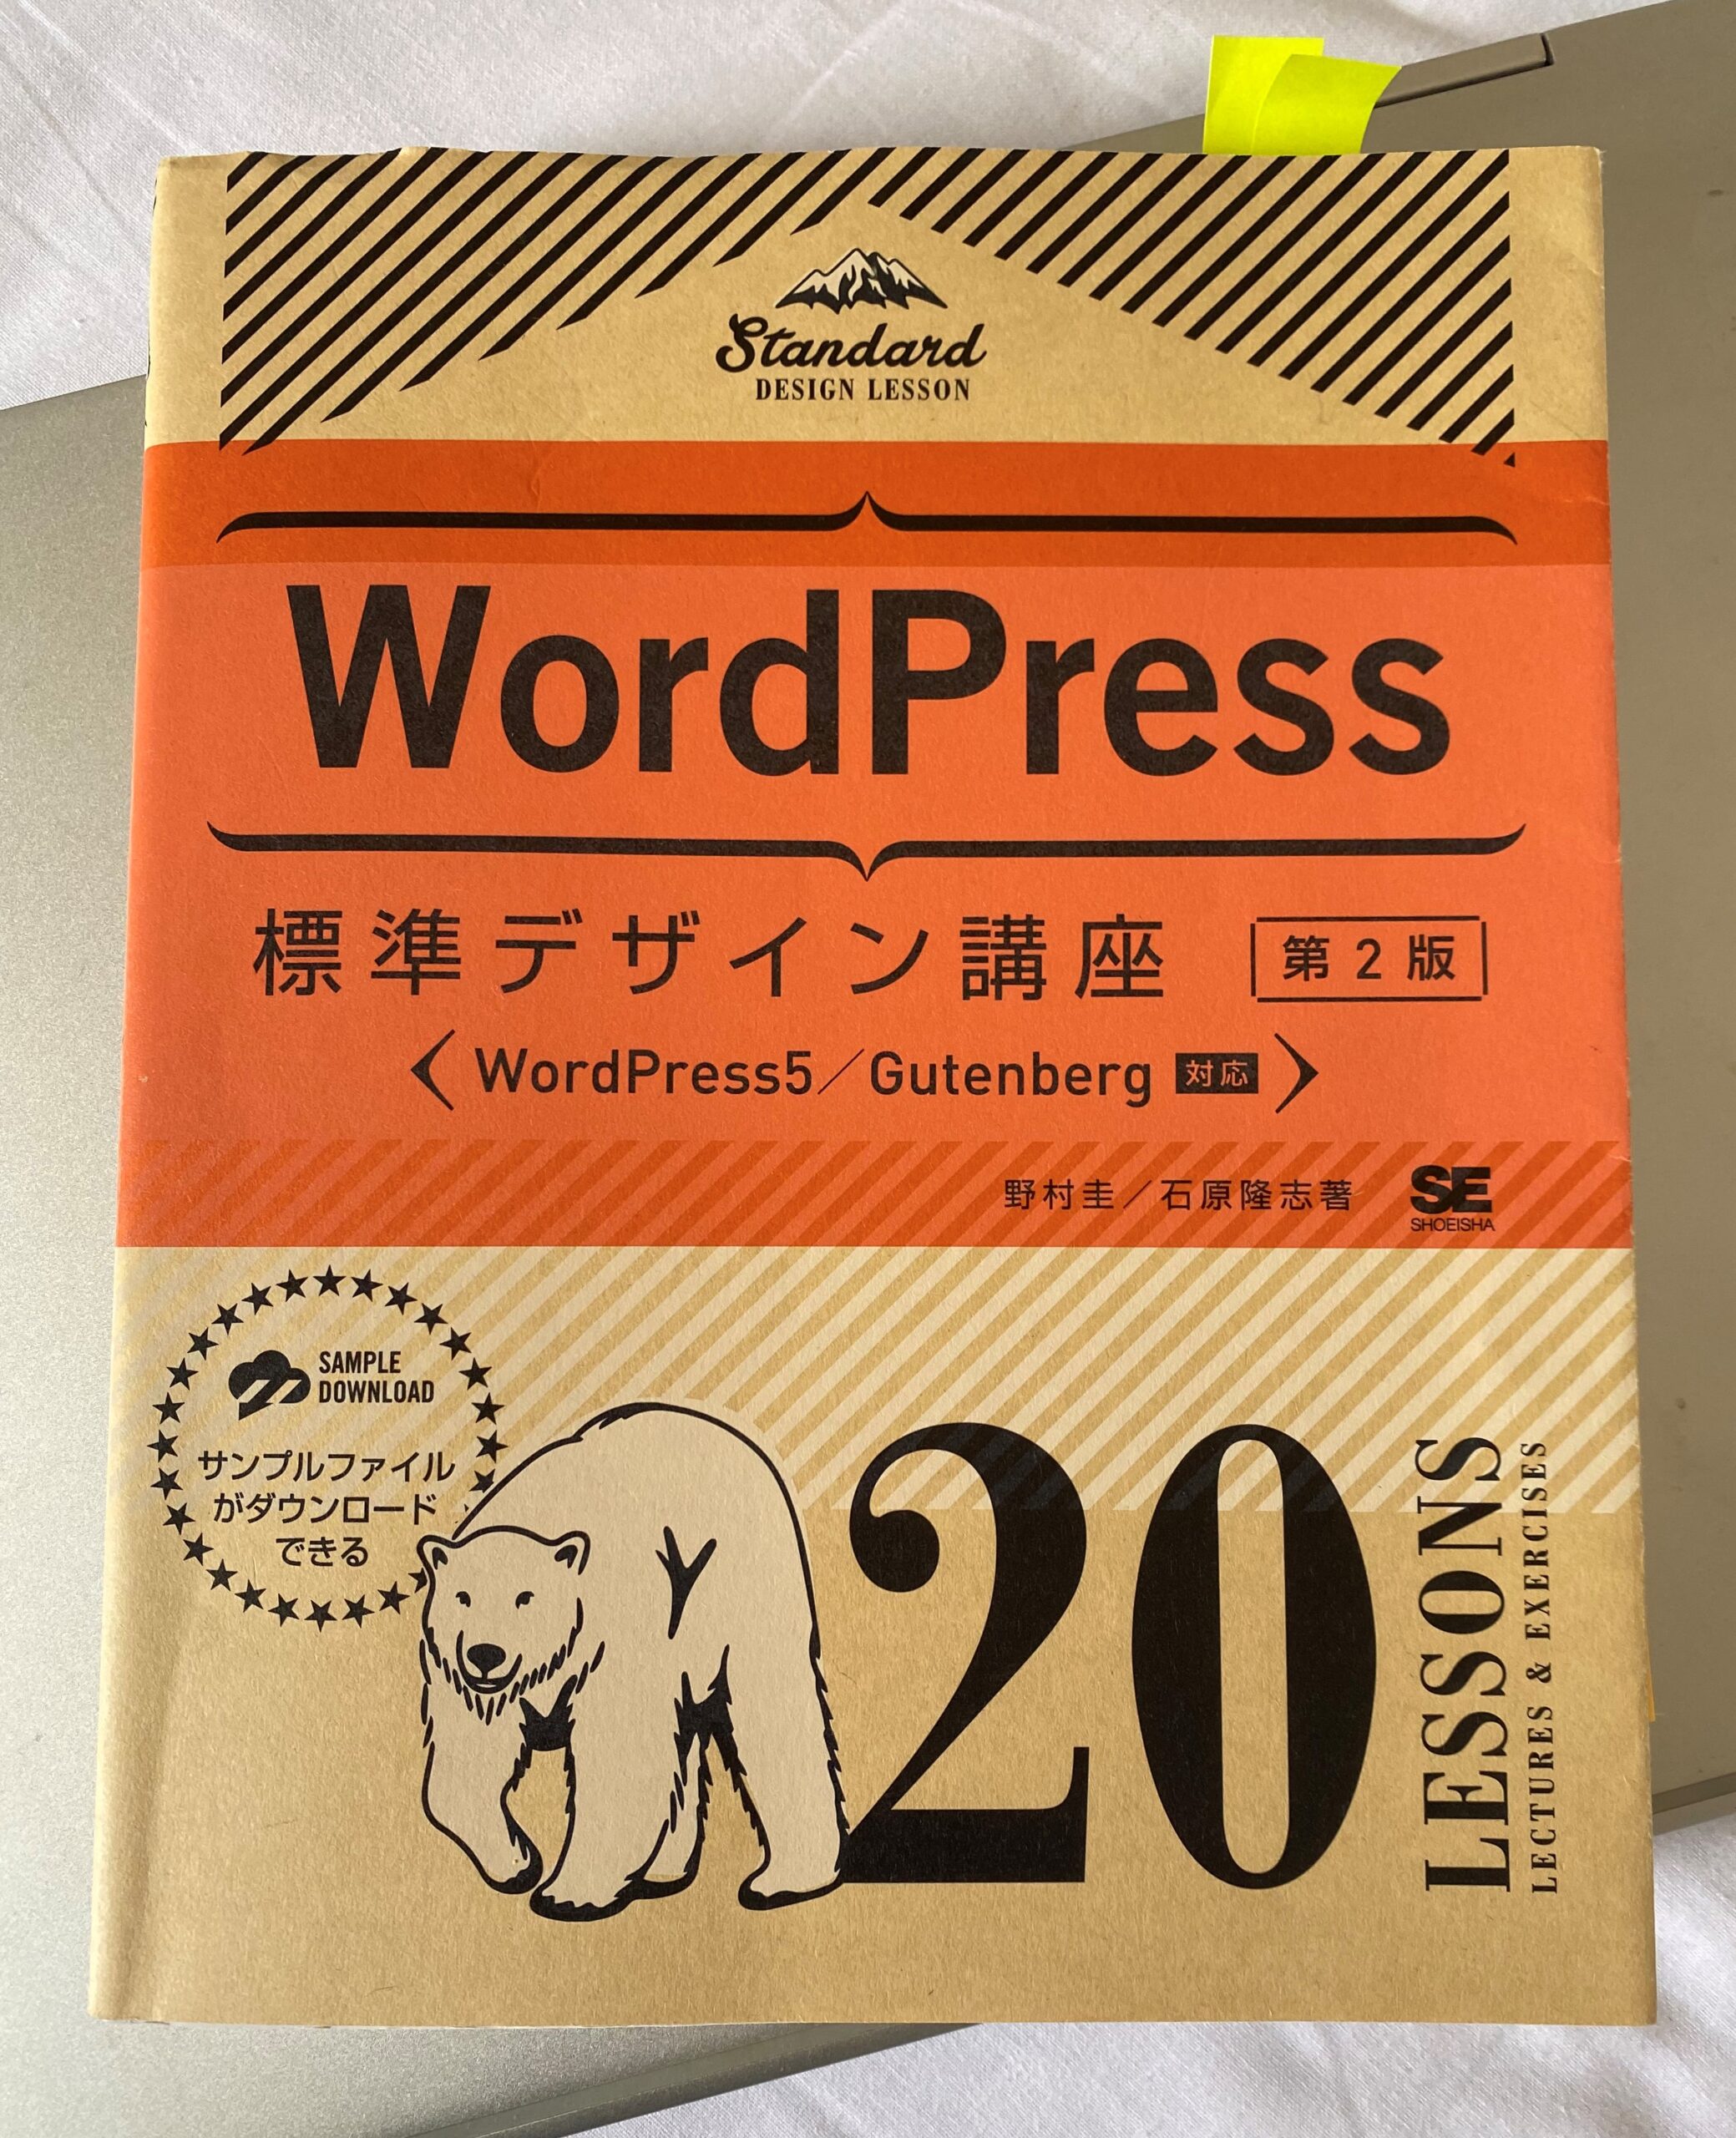 Standard
DESIGN LESSON
WordPress
標準デザイン講座 第2版
WordPress5／Gutenberg 対応
野村圭／石原隆志著
SE
SHOEISHA
SAMPLE
DOWNLOAD
サンプルファイル
がダウンロード
できる
20
LESSONS
LECTURES & EXERCISES